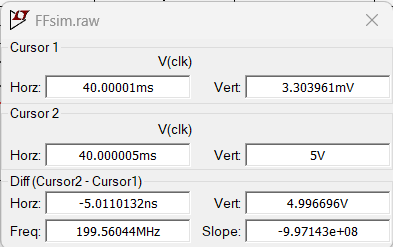 FFsim.raw
Cursor 1
V(clk)
Horz: 40.00001ms Vert: 3.303961mV
Cursor 2
V(clk)
Horz: 40.000005ms Vert: 5V
Diff (Cursor2 - Cursor1)
Horz: -5.0110132ns Vert: 4.996696V
Freq: 199.56044MHz Slope: -9.97143e+08